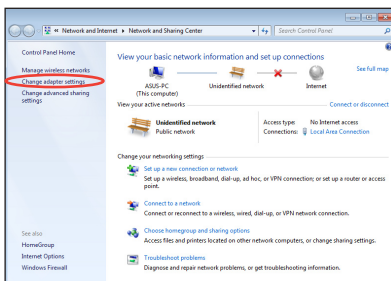 « Network and Internet ▸ Network and Sharing Center
Search Control Panel
Control Panel Home
Manage wireless networks
Change adapter settings
Change advanced sharing
settings
See also
HomeGroup
Internet Options
Windows Firewall
View your basic network information and set up connections
See full map
ASUS-PC
(This computer)
Unidentified network
Internet
View your active networks
Connect or disconnect
Unidentified network
Public network
Access type: No Internet access
Connections: Local Area Connection
Change your networking settings
Set up a new connection or network
Set up a wireless, broadband, dial-up, ad hoc, or VPN connection; or set up a router or access
point.
Connect to a network
Connect or reconnect to a wireless, wired, dial-up, or VPN network connection.
Choose homegroup and sharing options
Access files and printers located on other network computers, or change sharing settings.
Troubleshoot problems
Diagnose and repair network problems, or get troubleshooting information.